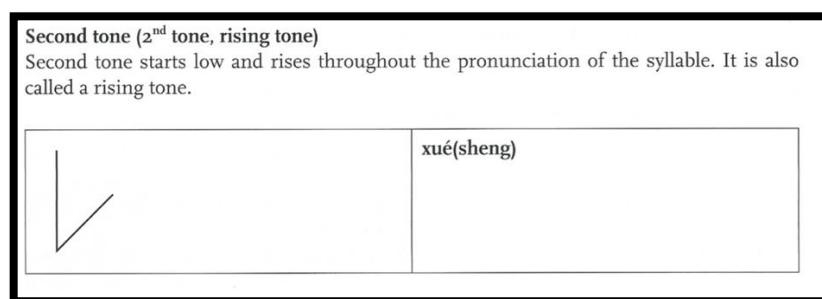 Second tone (2nd tone, rising tone)
Second tone starts low and rises throughout the pronunciation of the syllable. It is also
called a rising tone.
xué(sheng)